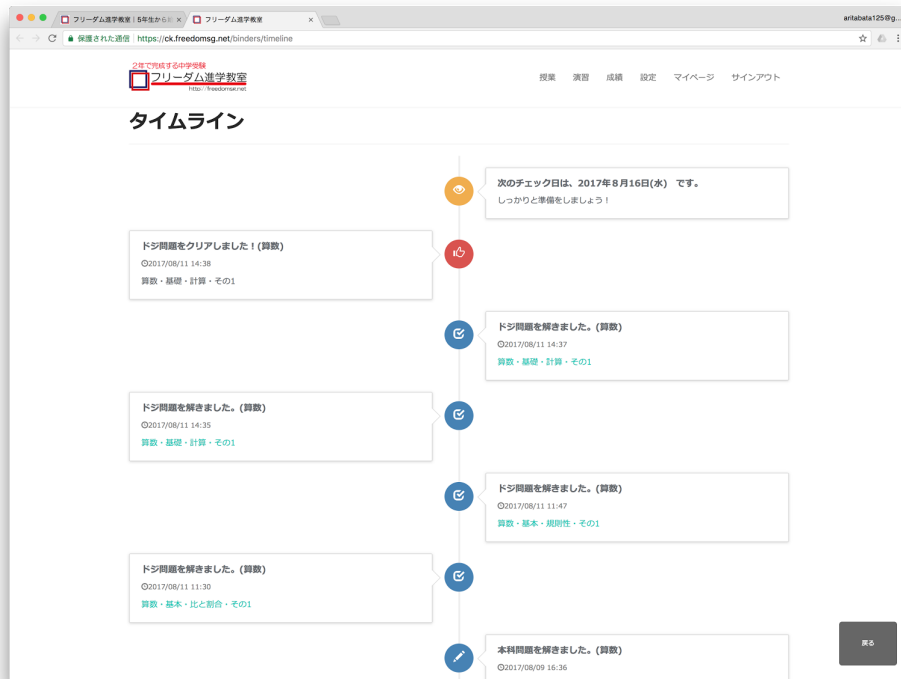 フリーダム進学教室｜5年生から始
フリーダム進学教室
aritabata125@g...
保護された通信
https://ck.freedomsg.net/binders/timeline
2年で完成する中学受験
フリーダム進学教室
http://freedomse.net
授業 演習 成績 設定 マイページ サインアウト
タイムライン
次のチェック日は、2017年８月16日(水)　です。
しっかりと準備をしましょう！
ドジ問題をクリアしました！(算数)
2017/08/11 14:38
算数・基礎・計算・その1
ドジ問題を解きました。(算数)
2017/08/11 14:37
算数・基礎・計算・その1
ドジ問題を解きました。(算数)
2017/08/11 14:35
算数・基礎・計算・その1
ドジ問題を解きました。(算数)
2017/08/11 11:47
算数・基本・規則性・その1
ドジ問題を解きました。(算数)
2017/08/11 11:30
算数・基本・比と割合・その1
本科問題を解きました。(算数)
2017/08/09 16:36
戻る